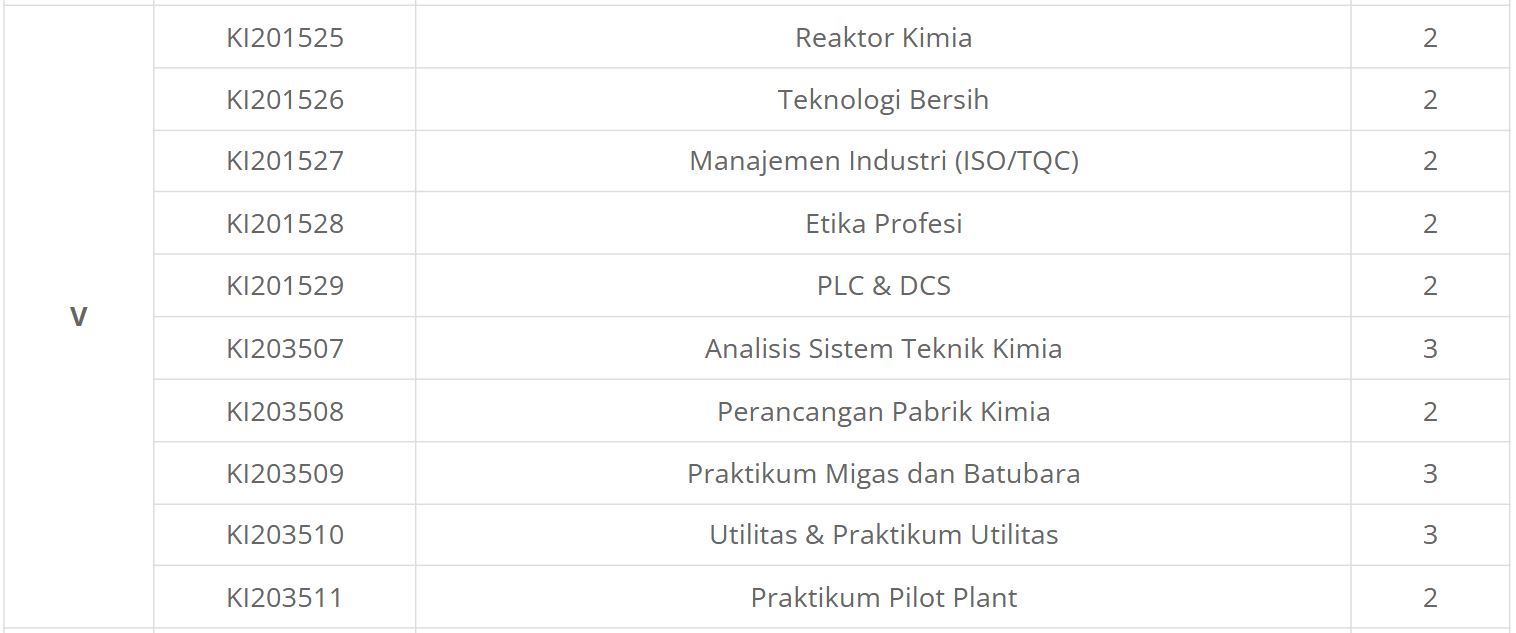 KI201525 Reaktor Kimia 2
KI201526 Teknologi Bersih 2
KI201527 Manajemen Industri (ISO/TQC) 2
KI201528 Etika Profesi 2
KI201529 PLC & DCS 2
V
KI203507 Analisis Sistem Teknik Kimia 3
KI203508 Perancangan Pabrik Kimia 2
KI203509 Praktikum Migas dan Batubara 3
KI203510 Utilitas & Praktikum Utilitas 3
KI203511 Praktikum Pilot Plant 2